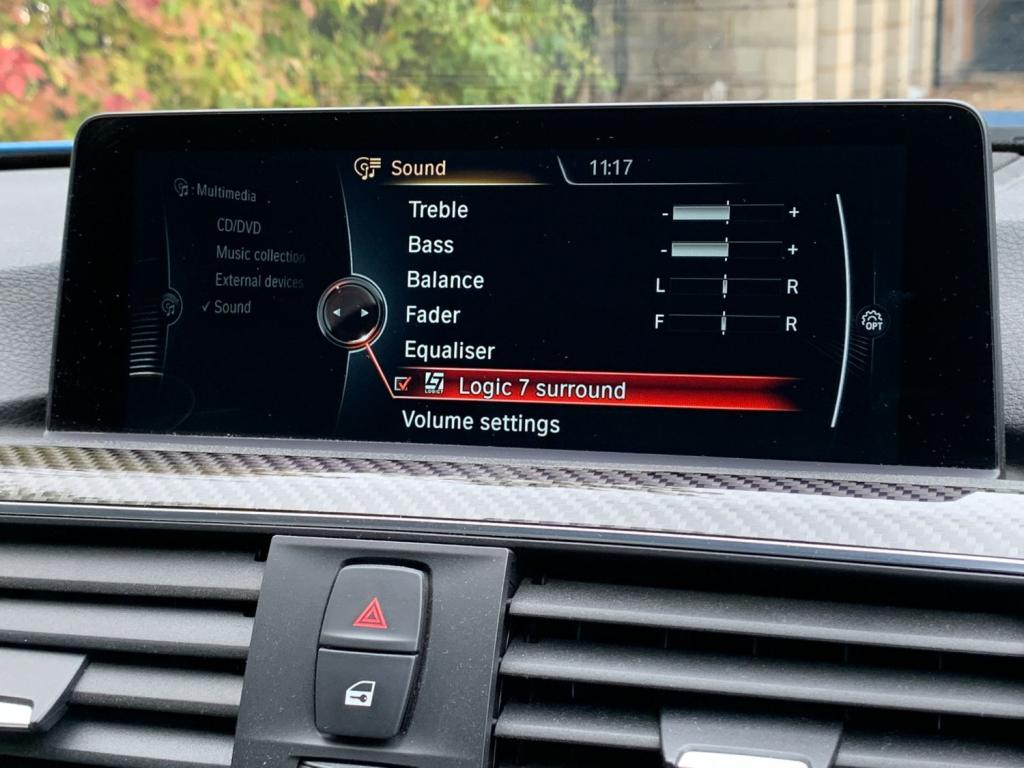 Sound 11:17
: Multimedia
CD/DVD
Music collection
External devices
✓ Sound
Treble - +
Bass - +
Balance L R
Fader F R
Equaliser
LOGIC7 Logic 7 surround
Volume settings
OPT